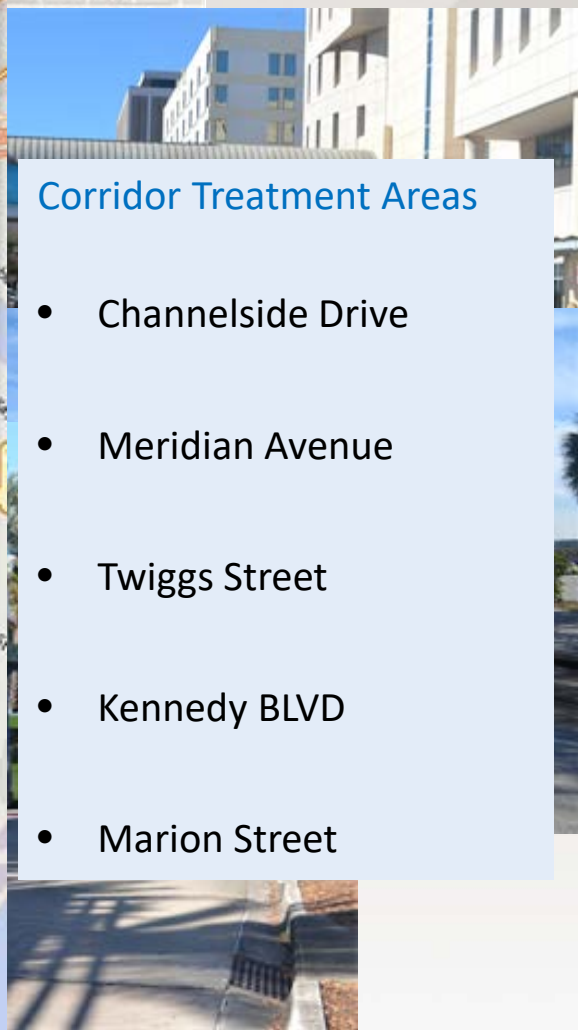 Corridor Treatment Areas
• Channelside Drive
• Meridian Avenue
• Twiggs Street
• Kennedy BLVD
• Marion Street